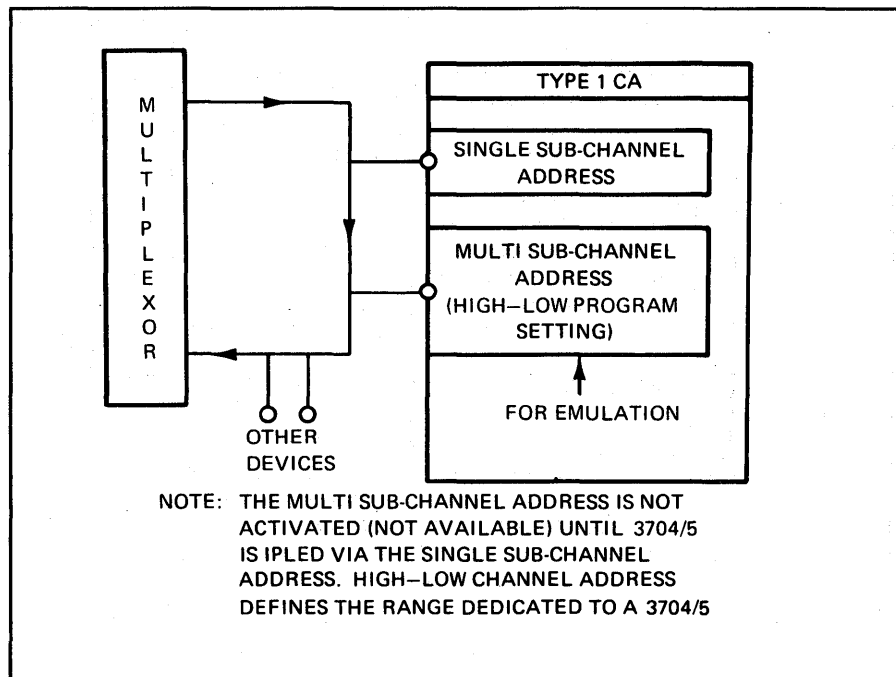 MULTIPLEXOR
TYPE 1 CA
SINGLE SUB-CHANNEL
ADDRESS
MULTI SUB-CHANNEL
ADDRESS
(HIGH–LOW PROGRAM
SETTING)
FOR EMULATION
OTHER
DEVICES
NOTE: THE MULTI SUB-CHANNEL ADDRESS IS NOT
ACTIVATED (NOT AVAILABLE) UNTIL 3704/5
IS IPLED VIA THE SINGLE SUB-CHANNEL
ADDRESS. HIGH–LOW CHANNEL ADDRESS
DEFINES THE RANGE DEDICATED TO A 3704/5